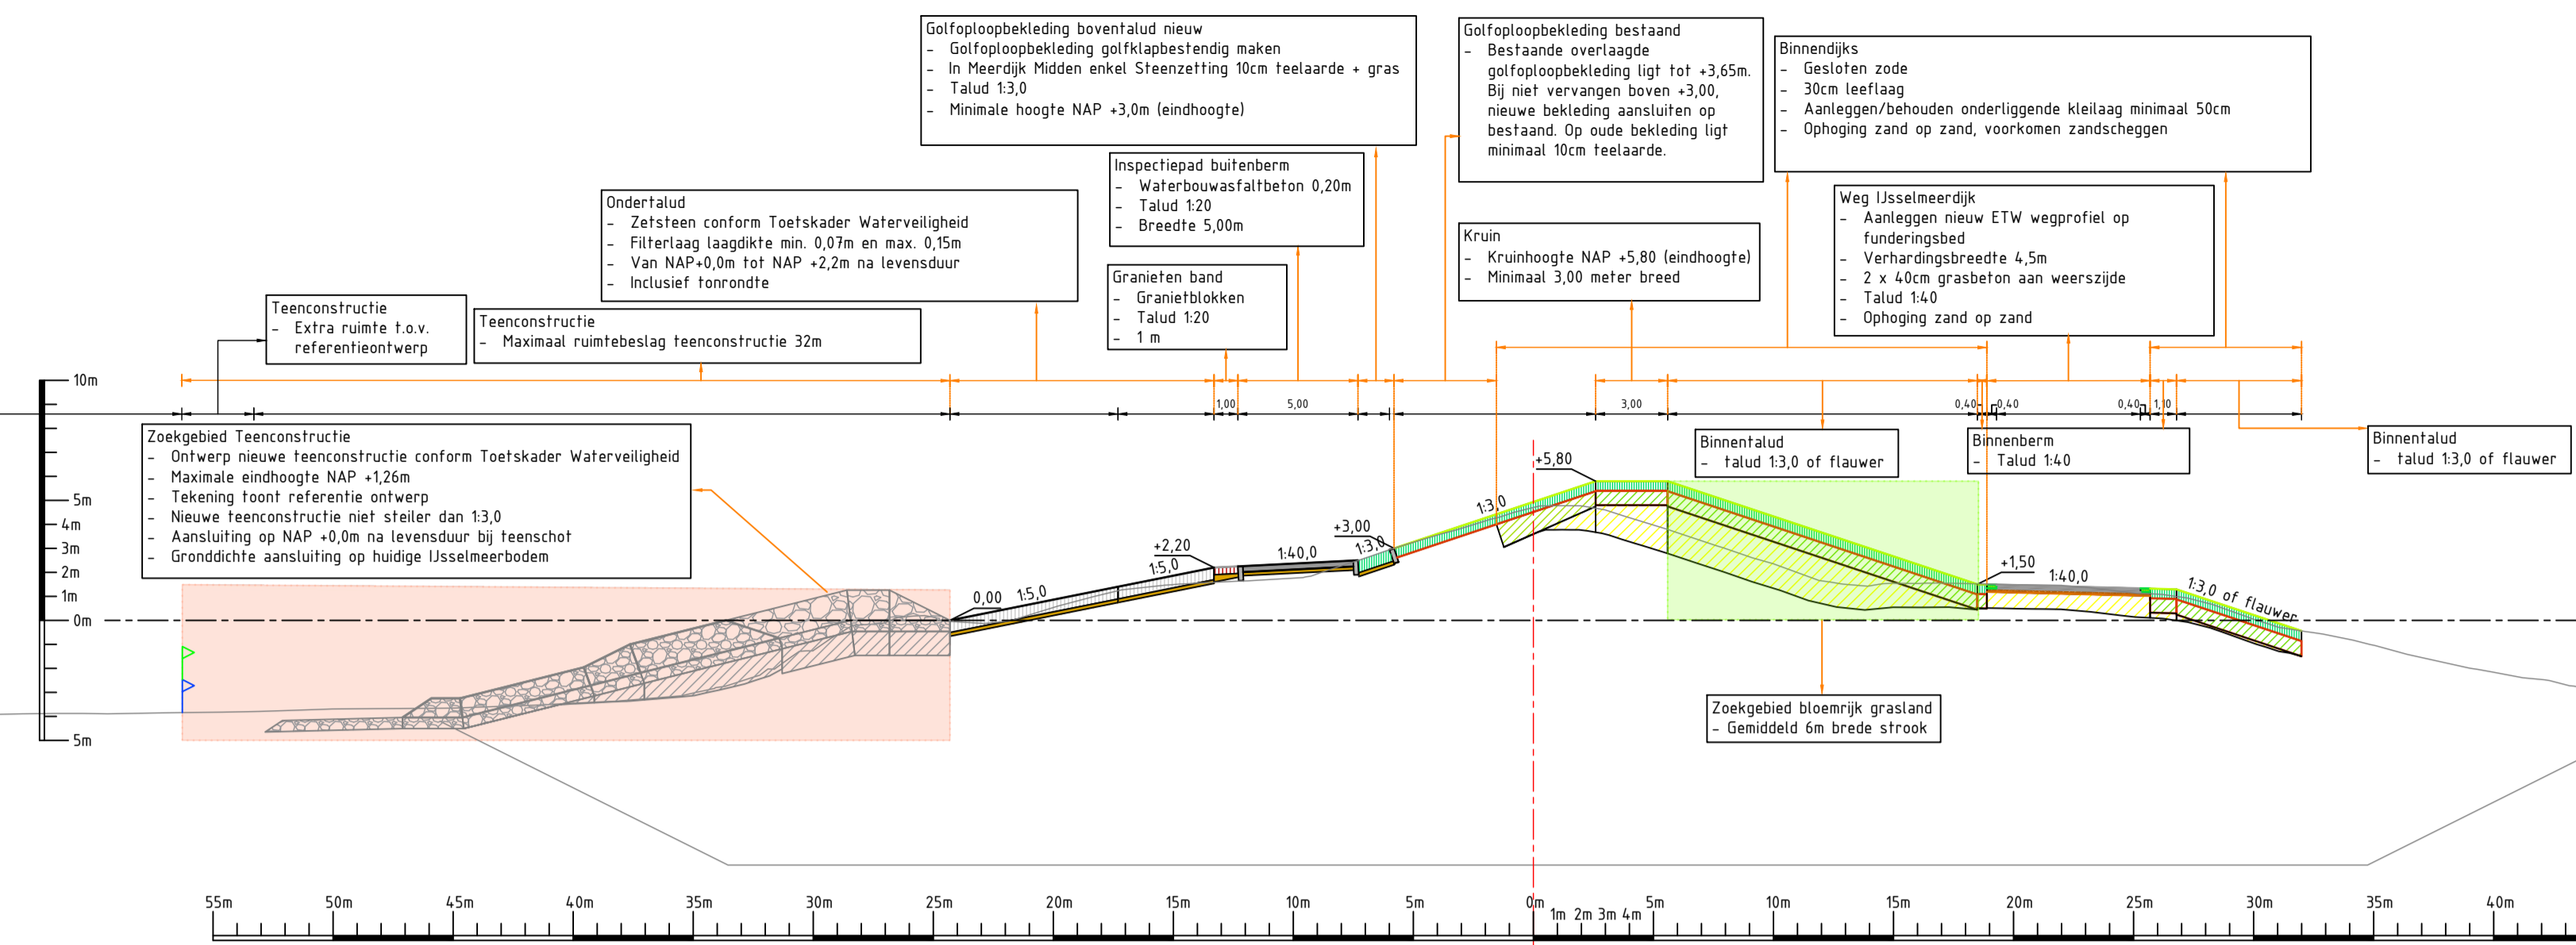 Golfoploopbekleding boventalud nieuw
- Golfoploopbekleding golfklapbestendig maken
- In Meerdijk Midden enkel Steenzetting 10cm teelaarde + gras
- Talud 1:3,0
- Minimale hoogte NAP +3,0m (eindhoogte)
Golfoploopbekleding bestaand
- Bestaande overlaagde
golfoploopbekleding ligt tot +3,65m.
Bij niet vervangen boven +3,00,
nieuwe bekleding aansluiten op
bestaand. Op oude bekleding ligt
minimaal 10cm teelaarde.
Binnendijks
- Gesloten zode
- 30cm leeflaag
- Aanleggen/behouden onderliggende kleilaag minimaal 50cm
- Ophoging zand op zand, voorkomen zandscheggen
Inspectiepad buitenberm
- Waterbouwasfaltbeton 0,20m
- Talud 1:20
- Breedte 5,00m
Ondertalud
- Zetsteen conform Toetskader Waterveiligheid
- Filterlaag laagdikte min. 0,07m en max. 0,15m
- Van NAP+0,0m tot NAP +2,2m na levensduur
- Inclusief tonrondte
Weg IJsselmeerdijk
- Aanleggen nieuw ETW wegprofiel op
funderingsbed
- Verhardingsbreedte 4,5m
- 2 x 40cm grasbeton aan weerszijde
- Talud 1:40
- Ophoging zand op zand
Kruin
- Kruinhoogte NAP +5,80 (eindhoogte)
- Minimaal 3,00 meter breed
Granieten band
- Granietblokken
- Talud 1:20
- 1 m
Teenconstructie
- Extra ruimte t.o.v.
referentieontwerp
Teenconstructie
- Maximaal ruimtebeslag teenconstructie 32m
10m
1,00
5,00
3,00
0,40
0,40
0,40
1,10
Zoekgebied Teenconstructie
- Ontwerp nieuwe teenconstructie conform Toetskader Waterveiligheid
- Maximale eindhoogte NAP +1,26m
- Tekening toont referentie ontwerp
- Nieuwe teenconstructie niet steiler dan 1:3,0
- Aansluiting op NAP +0,0m na levensduur bij teenschot
- Gronddichte aansluiting op huidige IJsselmeerbodem
Binnentalud
- talud 1:3,0 of flauwer
Binnenberm
- Talud 1:40
Binnentalud
- talud 1:3,0 of flauwer
5m
4m
3m
2m
1m
0m
5m
0,00
1:5,0
1:5,0
+2,20
1:40,0
+3,00
1:3,0
1:3,0
+5,80
+1,50
1:40,0
1:3,0 of flauwer
Zoekgebied bloemrijk grasland
- Gemiddeld 6m brede strook
55m 50m 45m 40m 35m 30m 25m 20m 15m 10m 5m 0m 5m 10m 15m 20m 25m 30m 35m 40m
1m 2m 3m 4m